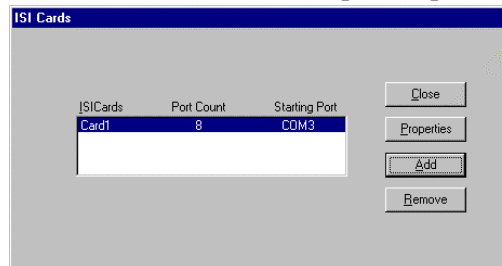 ISI Cards
ISICards Port Count Starting Port
Card1 8 COM3
Close
Properties
Add
Remove